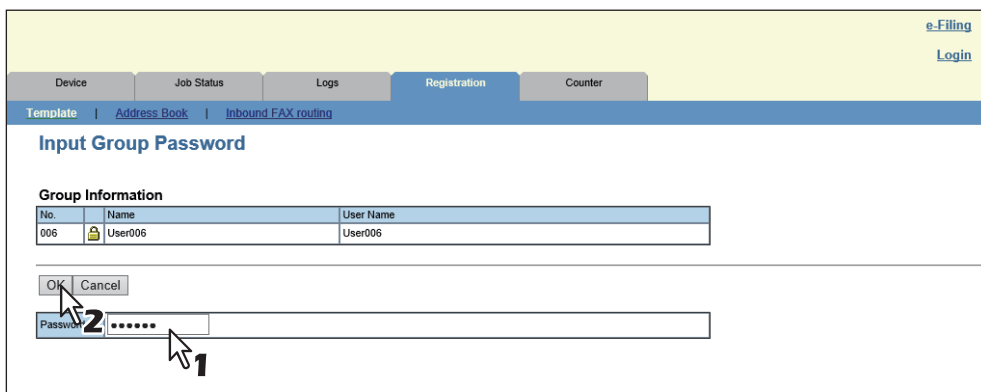 e-Filing
Login
Device Job Status Logs Registration Counter
Template | Address Book | Inbound FAX routing
Input Group Password
Group Information
No. Name User Name
006 User006 User006
OK Cancel
Password ••••••
2
1